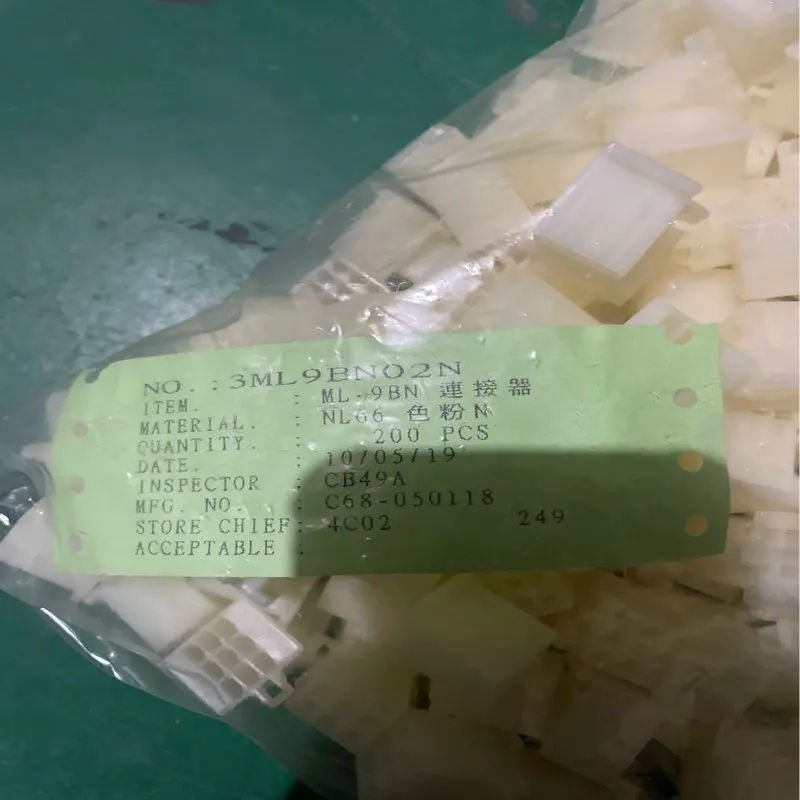 NO. : 3ML9BN02N
ITEM. : ML-9BN 連接器
MATERIAL. : NL66 色粉N
QUANTITY. : 200 PCS
DATE. : 10/05/19
INSPECTOR : CB49A
MFG. NO. : C68-050118
STORE CHIEF: 4C02 249
ACCEPTABLE :